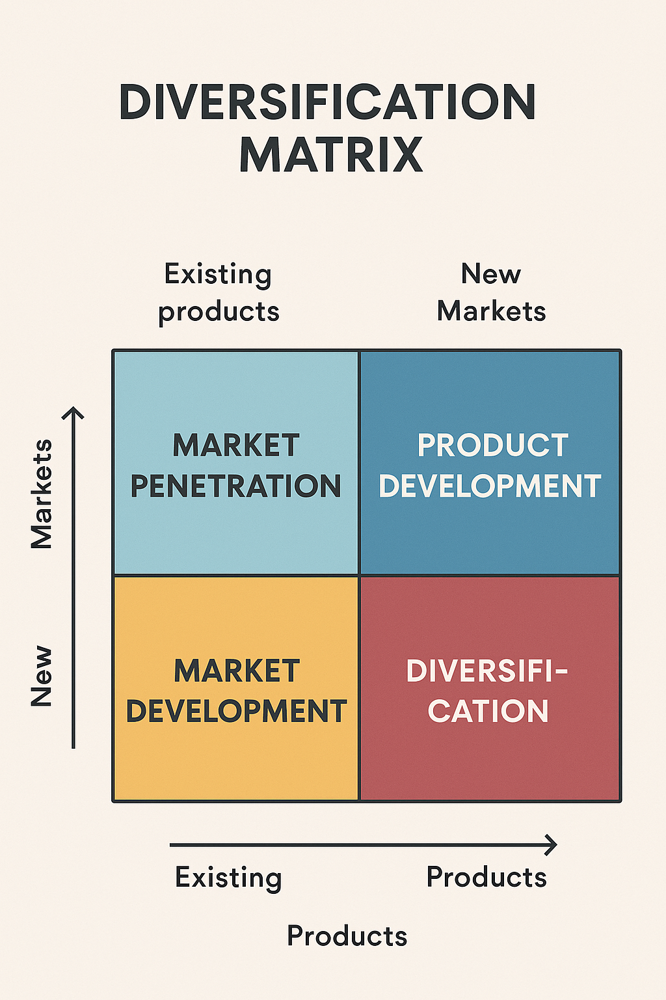 DIVERSIFICATION
MATRIX
Existing
products
New
Markets
Markets
New
MARKET
PENETRATION
PRODUCT
DEVELOPMENT
MARKET
DEVELOPMENT
DIVERSIFI-
CATION
Existing
Products
Products